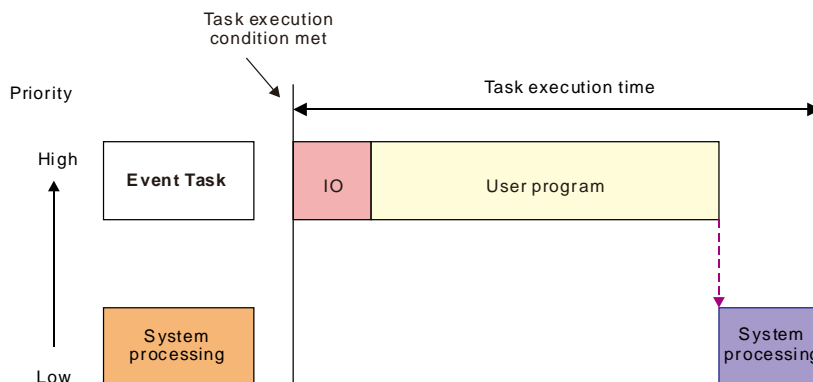 Task execution
condition met
Priority
Task execution time
High
Event Task
IO
User program
System
processing
System
processing
Low